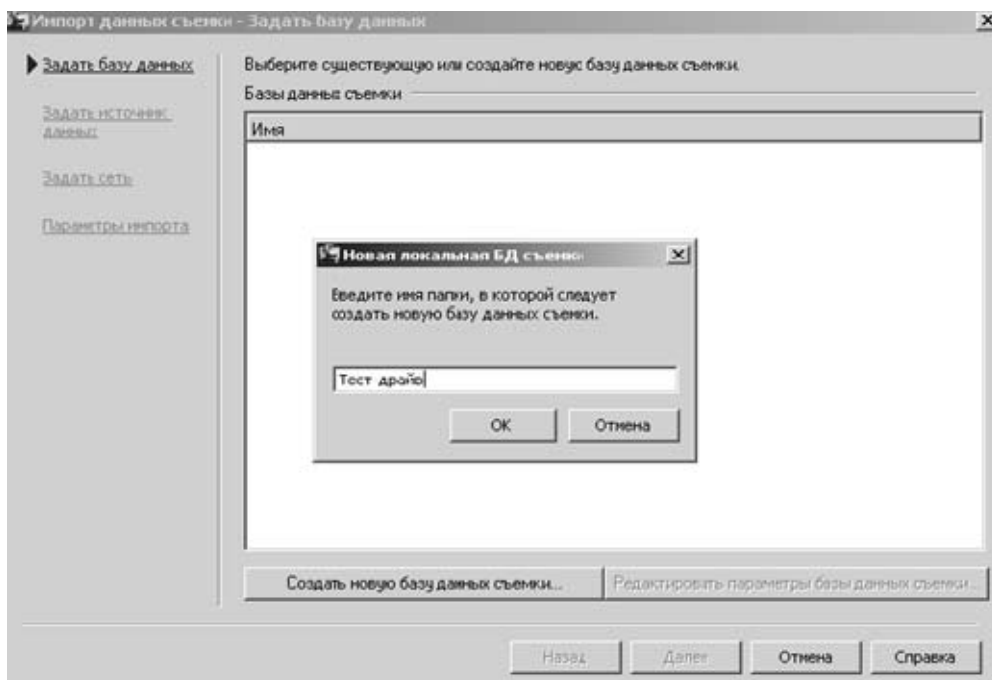 Импорт данных съемки - Задать базу данных
Задать базу данных
Выберите существующую или создайте новую базу данных съемки.
Базы данных съемки
Задать источник
данных
Имя
Задать сеть
Параметры импорта
Новая локальная БД съемки
Введите имя папки, в которой следует
создать новую базу данных съемки.
Тест драйв
ОК
Отмена
Создать новую базу данных съемки...
Редактировать параметры базы данных съемки...
Назад
Далее
Отмена
Справка